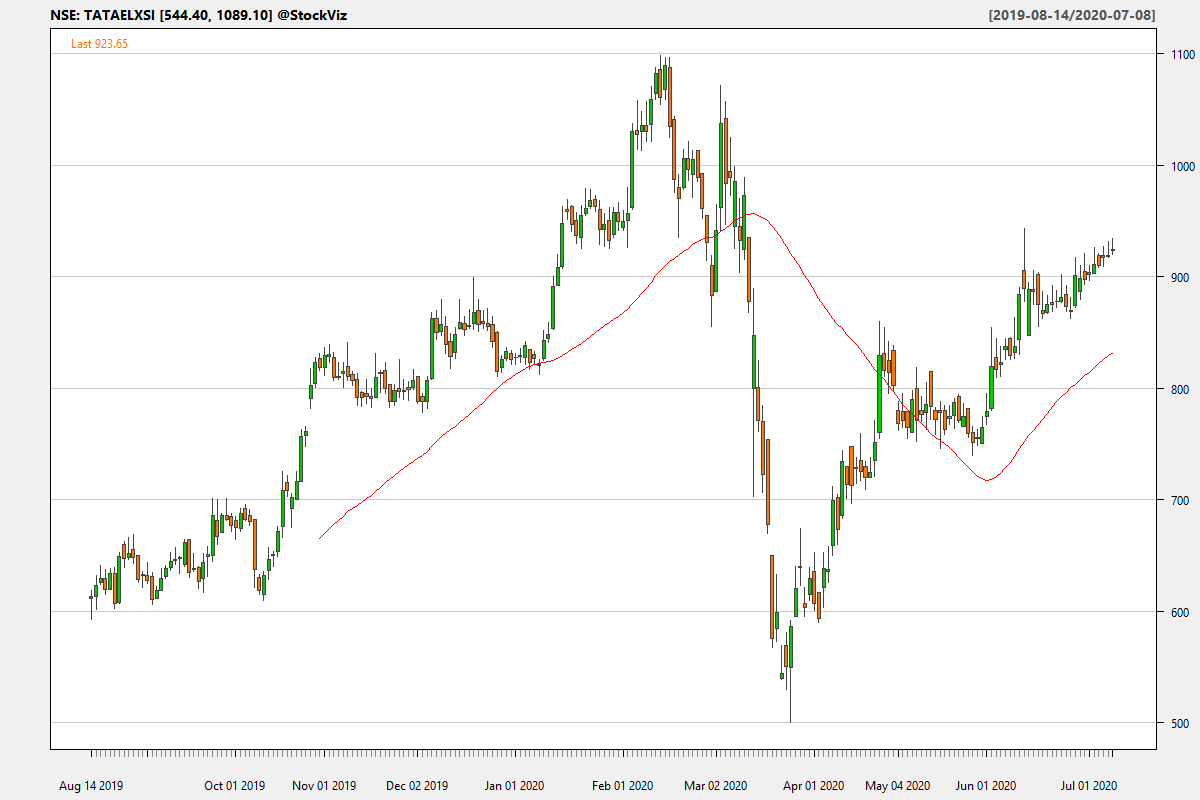 NSE: TATAELXSI [544.40, 1089.10] @StockViz [2019-08-14/2020-07-08]
Last 923.65
1100
1000
900
800
700
600
500
Aug 14 2019 Oct 01 2019 Nov 01 2019 Dec 02 2019 Jan 01 2020 Feb 01 2020 Mar 02 2020 Apr 01 2020 May 04 2020 Jun 01 2020 Jul 01 2020